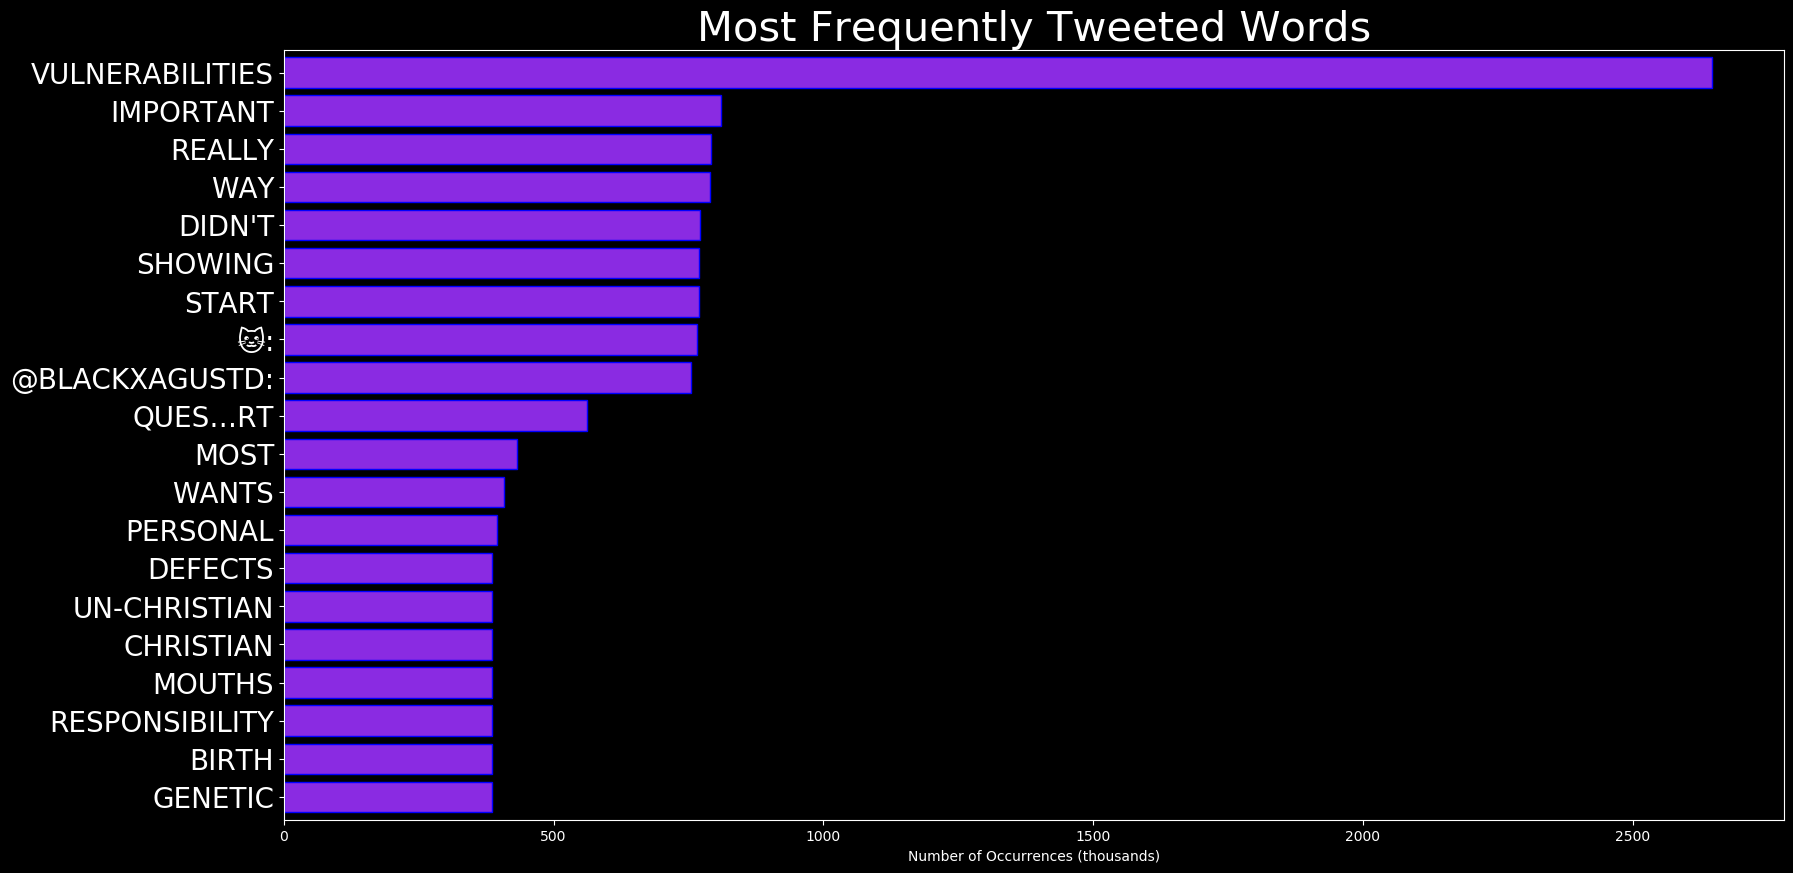 Most Frequently Tweeted Words
VULNERABILITIES
IMPORTANT
REALLY
WAY
DIDN'T
SHOWING
START
🐱:
@BLACKXAGUSTD:
QUES…RT
MOST
WANTS
PERSONAL
DEFECTS
UN-CHRISTIAN
CHRISTIAN
MOUTHS
RESPONSIBILITY
BIRTH
GENETIC
0 500 1000 1500 2000 2500
Number of Occurrences (thousands)